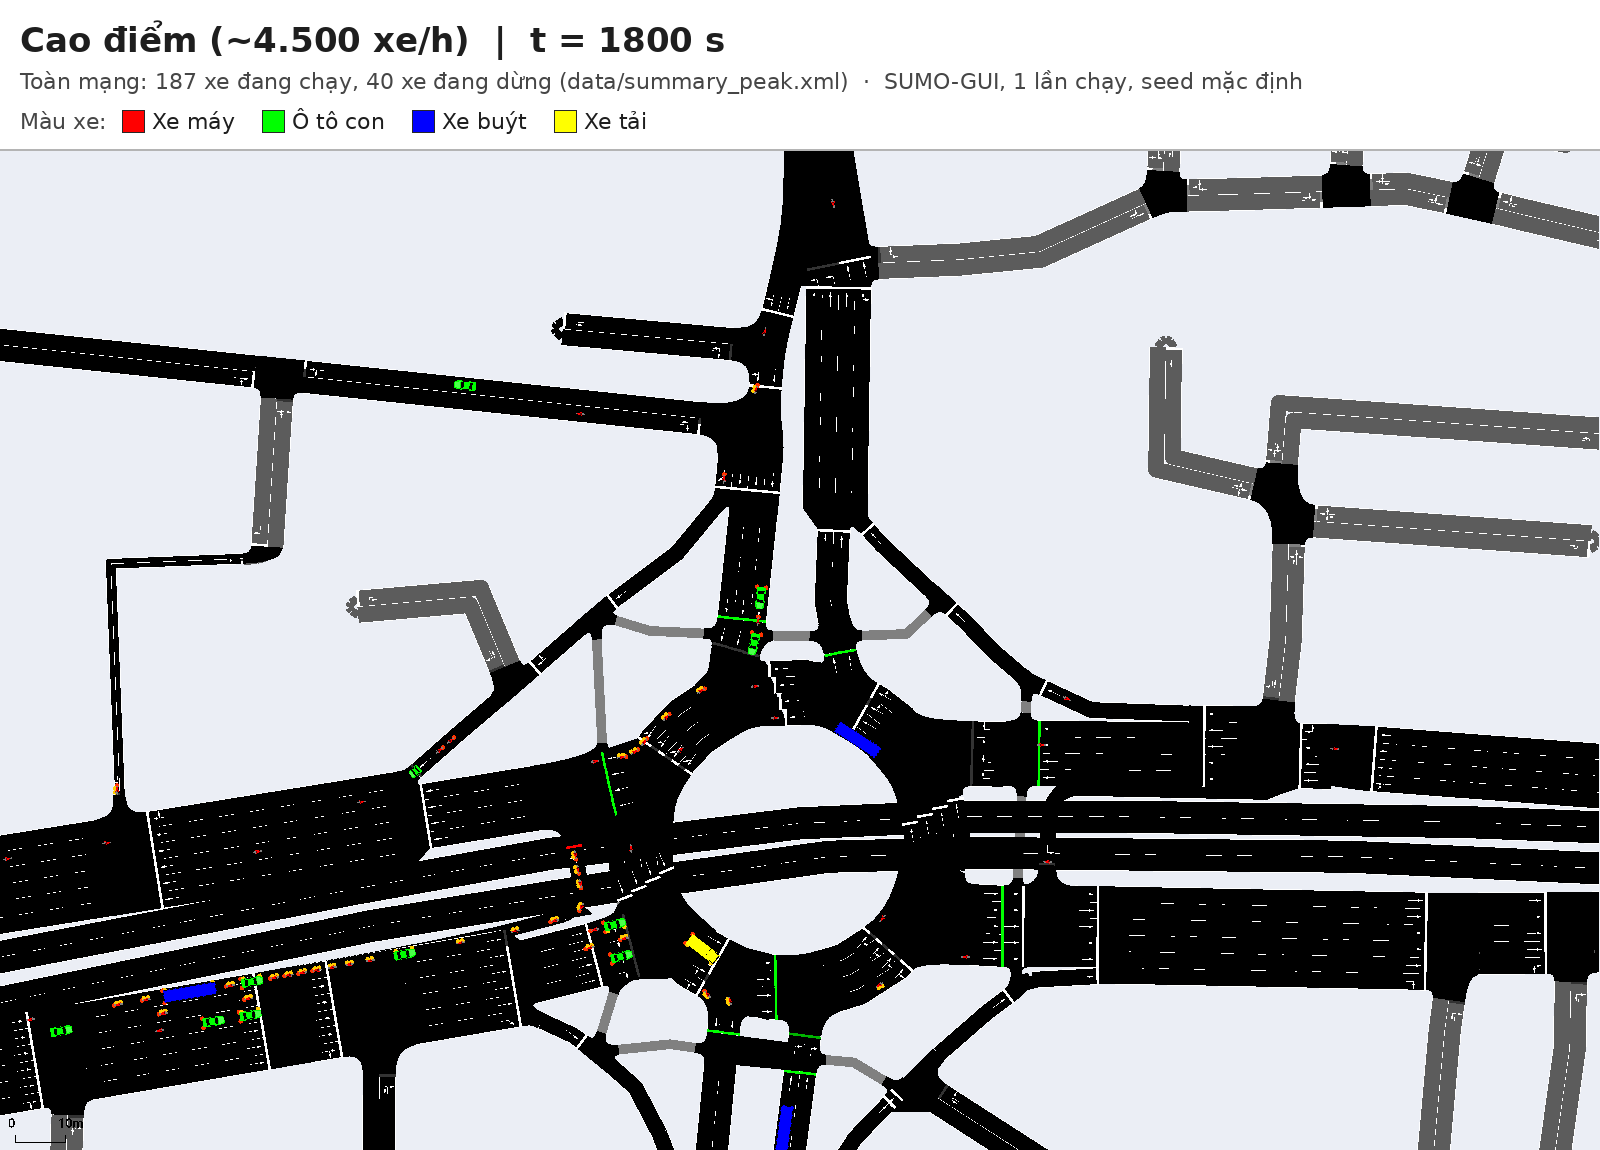 Cao điểm (~4.500 xe/h)  |  t = 1800 s
Toàn mạng: 187 xe đang chạy, 40 xe đang dừng (data/summary_peak.xml)  ·  SUMO-GUI, 1 lần chạy, seed mặc định
Màu xe: Xe máy Ô tô con Xe buýt Xe tải
0 10m